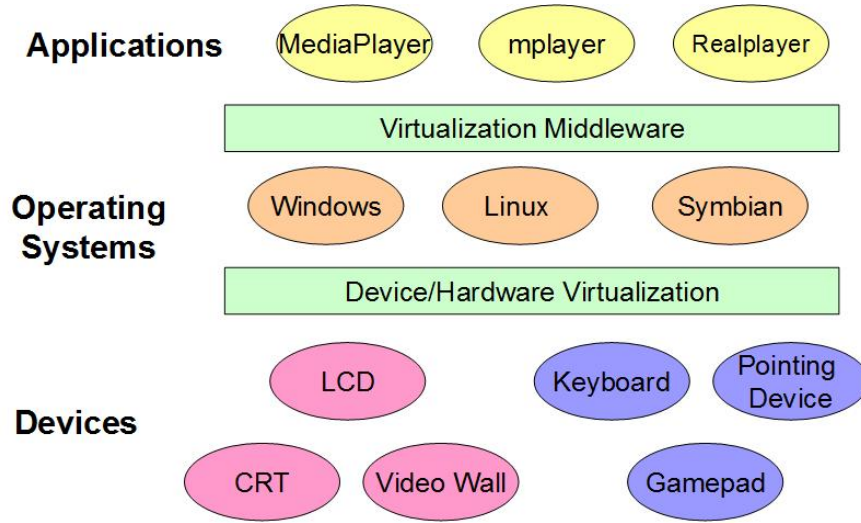 Applications
MediaPlayer
mplayer
Realplayer
Virtualization Middleware
Operating
Systems
Windows
Linux
Symbian
Device/Hardware Virtualization
Devices
LCD
Keyboard
Pointing
Device
CRT
Video Wall
Gamepad